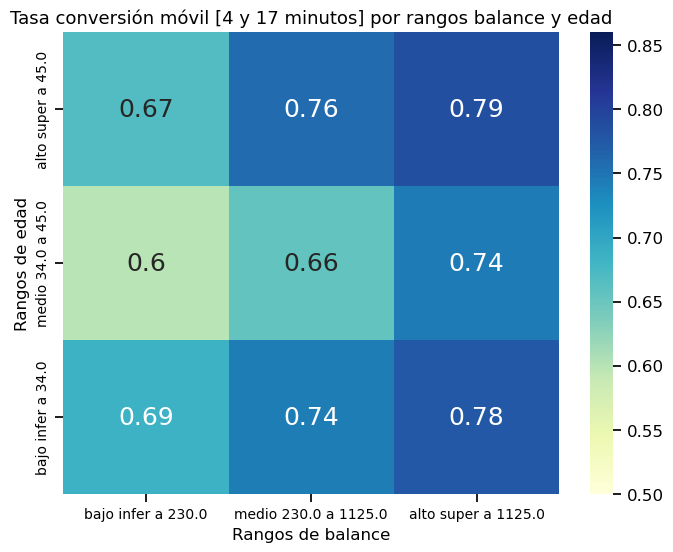 Tasa conversión móvil [4 y 17 minutos] por rangos balance y edad
Rangos de edad
alto super a 45.0
medio 34.0 a 45.0
bajo infer a 34.0
0.67 0.76 0.79
0.6 0.66 0.74
0.69 0.74 0.78
bajo infer a 230.0 medio 230.0 a 1125.0 alto super a 1125.0
Rangos de balance
0.85
0.80
0.75
0.70
0.65
0.60
0.55
0.50